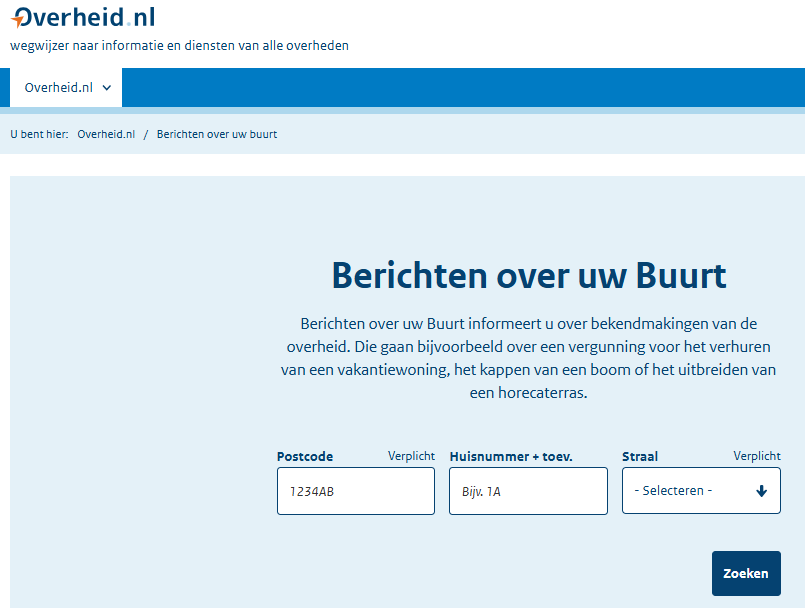 Overheid.nl
wegwijzer naar informatie en diensten van alle overheden
Overheid.nl
U bent hier: Overheid.nl / Berichten over uw buurt
Berichten over uw Buurt
Berichten over uw Buurt informeert u over bekendmakingen van de
overheid. Die gaan bijvoorbeeld over een vergunning voor het verhuren
van een vakantiewoning, het kappen van een boom of het uitbreiden van
een horecaterras.
Postcode Verplicht Huisnummer + toev. Straal Verplicht
1234AB Bijv. 1A - Selecteren -
Zoeken